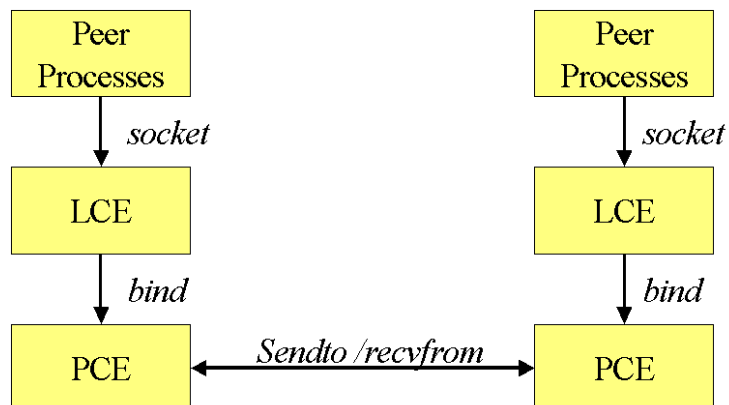 Peer
Processes
Peer
Processes
socket
socket
LCE
LCE
bind
bind
PCE
Sendto /recvfrom
PCE